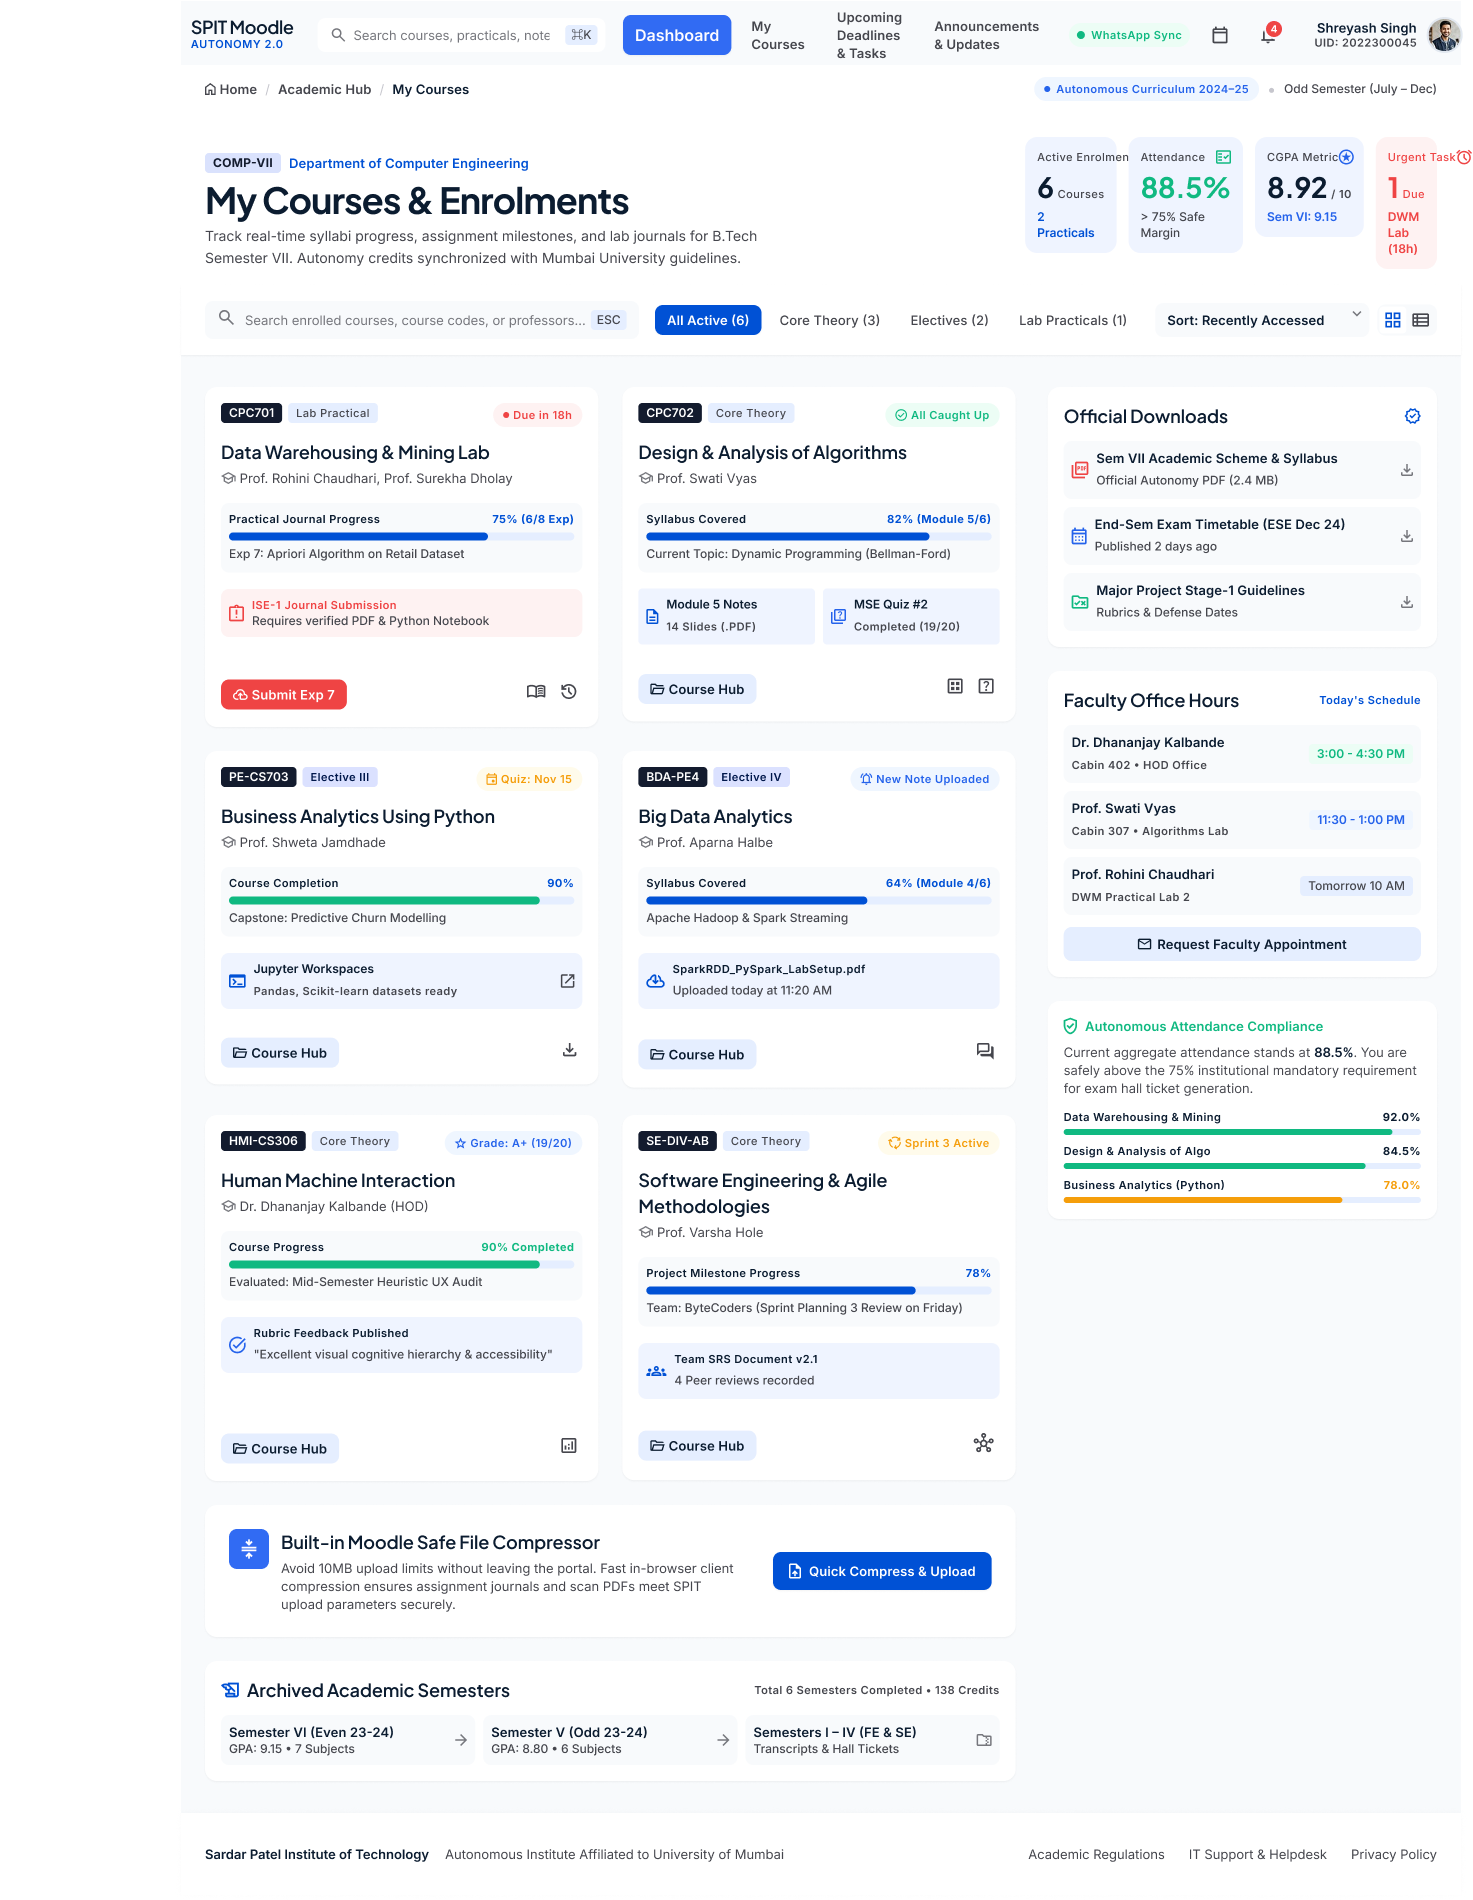 SPIT Moodle
AUTONOMY 2.0
Search courses, practicals, note
⌘K
Dashboard
My
Courses
Upcoming
Deadlines
& Tasks
Announcements
& Updates
WhatsApp Sync
4
Shreyash Singh
UID: 2022300045
Home / Academic Hub / My Courses
Autonomous Curriculum 2024–25
Odd Semester (July – Dec)
COMP-VII
Department of Computer Engineering
My Courses & Enrolments
Track real-time syllabi progress, assignment milestones, and lab journals for B.Tech
Semester VII. Autonomy credits synchronized with Mumbai University guidelines.
Active Enrolmen
6 Courses
2
Practicals
Attendance
88.5%
> 75% Safe
Margin
CGPA Metric
8.92 / 10
Sem VI: 9.15
Urgent Task
1 Due
DWM
Lab
(18h)
Search enrolled courses, course codes, or professors...
ESC
All Active (6)
Core Theory (3)
Electives (2)
Lab Practicals (1)
Sort: Recently Accessed
CPC701
Lab Practical
Due in 18h
Data Warehousing & Mining Lab
Prof. Rohini Chaudhari, Prof. Surekha Dholay
Practical Journal Progress
75% (6/8 Exp)
Exp 7: Apriori Algorithm on Retail Dataset
ISE-1 Journal Submission
Requires verified PDF & Python Notebook
Submit Exp 7
CPC702
Core Theory
All Caught Up
Design & Analysis of Algorithms
Prof. Swati Vyas
Syllabus Covered
82% (Module 5/6)
Current Topic: Dynamic Programming (Bellman-Ford)
Module 5 Notes
14 Slides (.PDF)
MSE Quiz #2
Completed (19/20)
Course Hub
PE-CS703
Elective III
Quiz: Nov 15
Business Analytics Using Python
Prof. Shweta Jamdhade
Course Completion
90%
Capstone: Predictive Churn Modelling
Jupyter Workspaces
Pandas, Scikit-learn datasets ready
Course Hub
BDA-PE4
Elective IV
New Note Uploaded
Big Data Analytics
Prof. Aparna Halbe
Syllabus Covered
64% (Module 4/6)
Apache Hadoop & Spark Streaming
SparkRDD_PySpark_LabSetup.pdf
Uploaded today at 11:20 AM
Course Hub
HMI-CS306
Core Theory
Grade: A+ (19/20)
Human Machine Interaction
Dr. Dhananjay Kalbande (HOD)
Course Progress
90% Completed
Evaluated: Mid-Semester Heuristic UX Audit
Rubric Feedback Published
"Excellent visual cognitive hierarchy & accessibility"
Course Hub
SE-DIV-AB
Core Theory
Sprint 3 Active
Software Engineering & Agile
Methodologies
Prof. Varsha Hole
Project Milestone Progress
78%
Team: ByteCoders (Sprint Planning 3 Review on Friday)
Team SRS Document v2.1
4 Peer reviews recorded
Course Hub
Built-in Moodle Safe File Compressor
Avoid 10MB upload limits without leaving the portal. Fast in-browser client
compression ensures assignment journals and scan PDFs meet SPIT
upload parameters securely.
Quick Compress & Upload
Archived Academic Semesters
Total 6 Semesters Completed • 138 Credits
Semester VI (Even 23-24)
GPA: 9.15 • 7 Subjects
Semester V (Odd 23-24)
GPA: 8.80 • 6 Subjects
Semesters I – IV (FE & SE)
Transcripts & Hall Tickets
Official Downloads
PDF
Sem VII Academic Scheme & Syllabus
Official Autonomy PDF (2.4 MB)
End-Sem Exam Timetable (ESE Dec 24)
Published 2 days ago
Major Project Stage-1 Guidelines
Rubrics & Defense Dates
Faculty Office Hours
Today's Schedule
Dr. Dhananjay Kalbande
Cabin 402 • HOD Office
3:00 - 4:30 PM
Prof. Swati Vyas
Cabin 307 • Algorithms Lab
11:30 - 1:00 PM
Prof. Rohini Chaudhari
DWM Practical Lab 2
Tomorrow 10 AM
Request Faculty Appointment
Autonomous Attendance Compliance
Current aggregate attendance stands at 88.5%. You are
safely above the 75% institutional mandatory requirement
for exam hall ticket generation.
Data Warehousing & Mining
92.0%
Design & Analysis of Algo
84.5%
Business Analytics (Python)
78.0%
Sardar Patel Institute of Technology
Autonomous Institute Affiliated to University of Mumbai
Academic Regulations
IT Support & Helpdesk
Privacy Policy